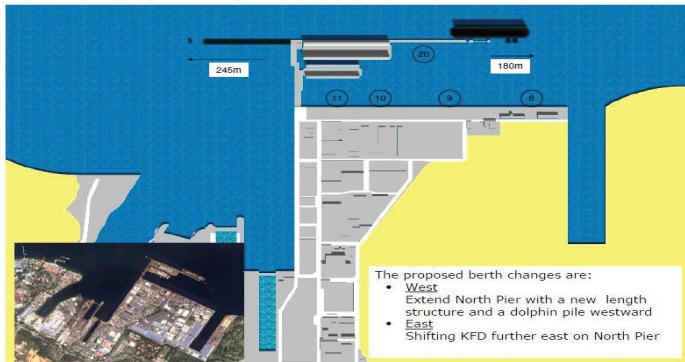 20
245m
180m
11
10
9
8
The proposed berth changes are:
• West
Extend North Pier with a new length
structure and a dolphin pile westward
• East
Shifting KFD further east on North Pier